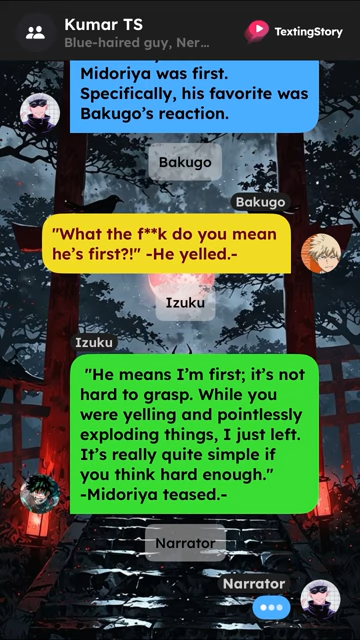 Kumar TS
Blue-haired guy, Ner...
TextingStory
Midoriya was first.
Specifically, his favorite was
Bakugo’s reaction.
Bakugo
Bakugo
"What the f**k do you mean
he’s first?!" -He yelled.-
Izuku
Izuku
"He means I’m first; it’s not
hard to grasp. While you
were yelling and pointlessly
exploding things, I just left.
It’s really quite simple if
you think hard enough."
-Midoriya teased.-
Narrator
Narrator